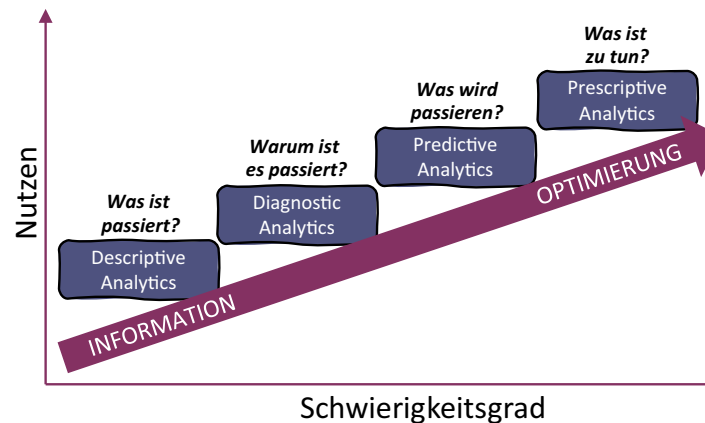 Was ist
zu tun?
Prescriptive
Analytics
Was wird
passieren?
Predictive
Analytics
Warum ist
es passiert?
Diagnostic
Analytics
Was ist
passiert?
Descriptive
Analytics
INFORMATION
OPTIMIERUNG
Nutzen
Schwierigkeitsgrad